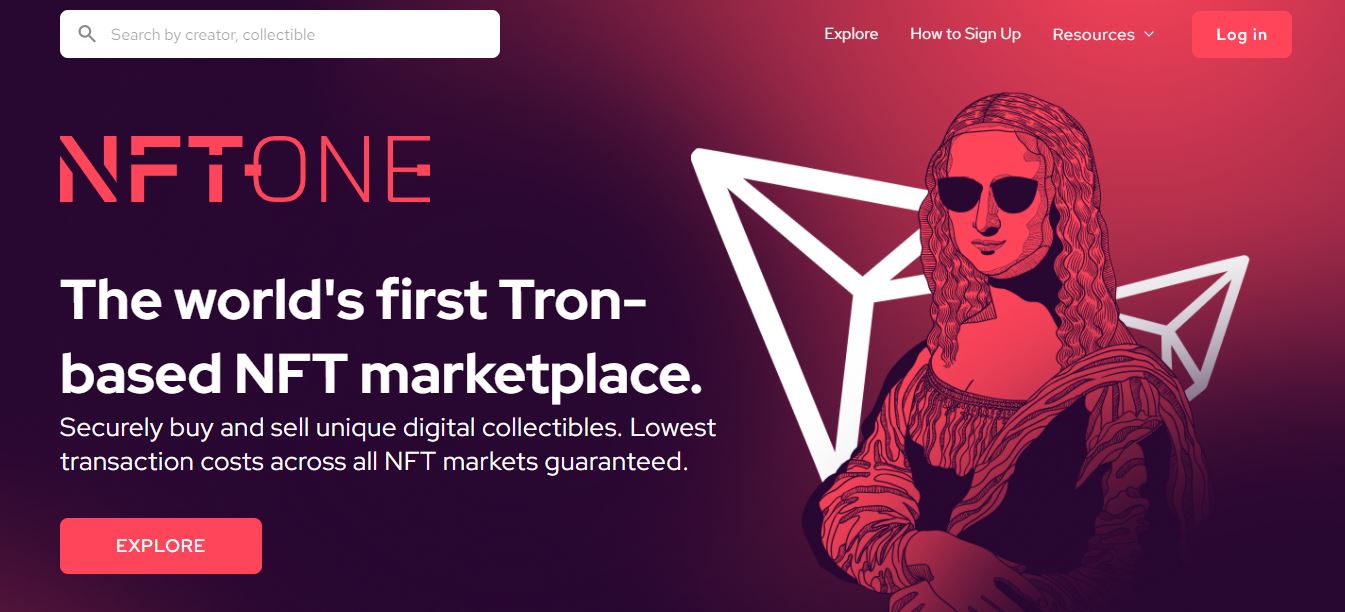 Search by creator, collectible
Explore
How to Sign Up
Resources
Log in
NFTONE
The world's first Tron-
based NFT marketplace.
Securely buy and sell unique digital collectibles. Lowest
transaction costs across all NFT markets guaranteed.
EXPLORE